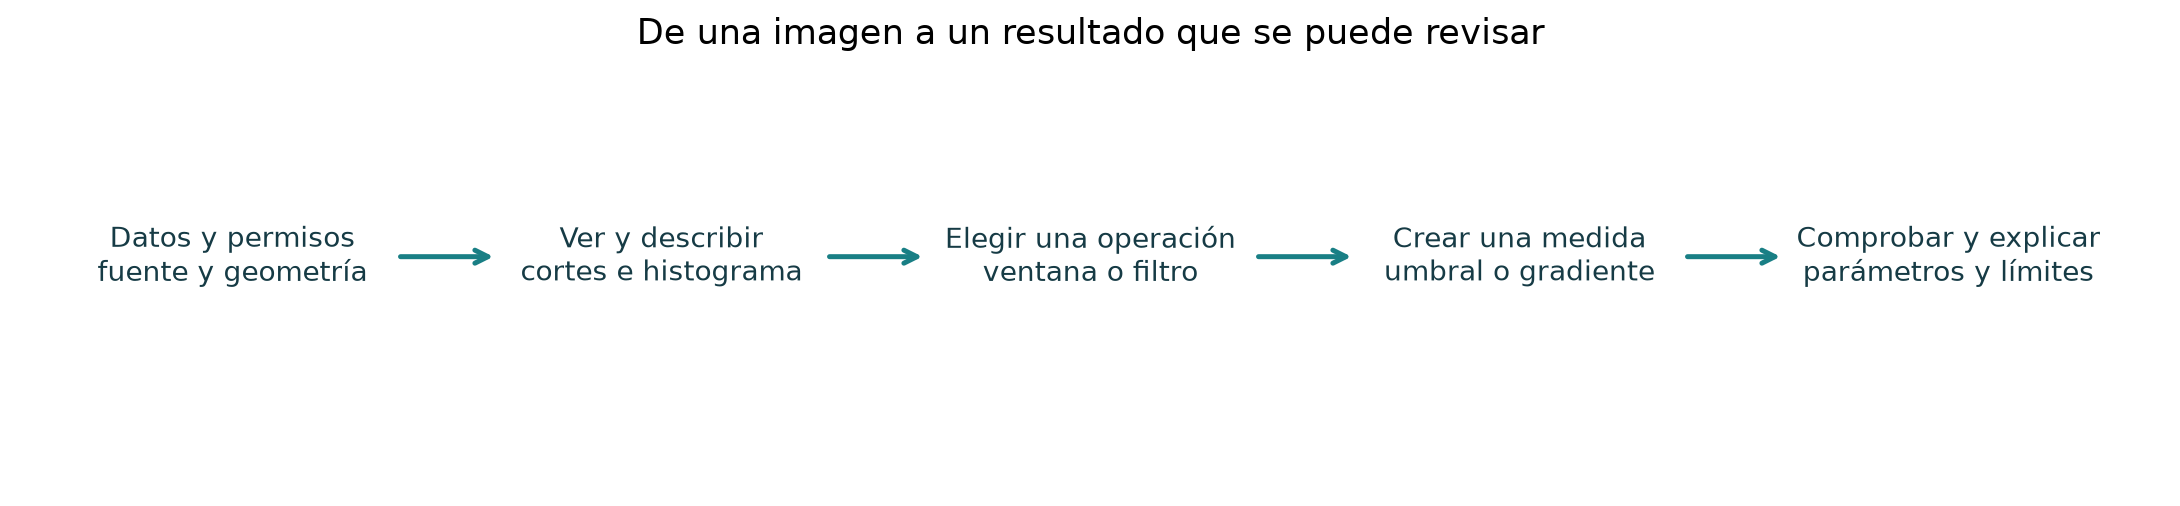 De una imagen a un resultado que se puede revisar
Datos y permisos
fuente y geometría
Ver y describir
cortes e histograma
Elegir una operación
ventana o filtro
Crear una medida
umbral o gradiente
Comprobar y explicar
parámetros y límites